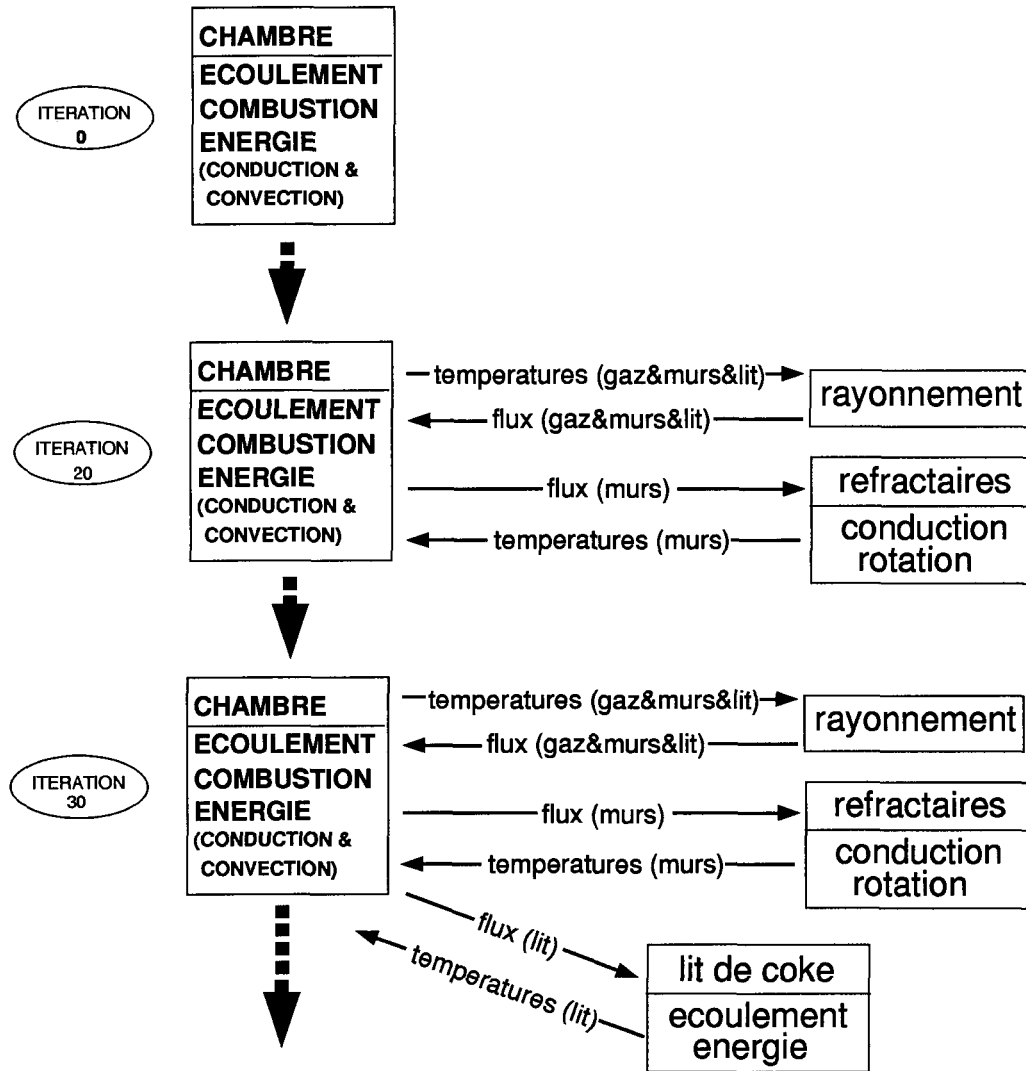 CHAMBRE
ECOULEMENT
COMBUSTION
ENERGIE
(CONDUCTION &
CONVECTION)
ITERATION
0
CHAMBRE
ECOULEMENT
COMBUSTION
ENERGIE
(CONDUCTION &
CONVECTION)
ITERATION
20
temperatures (gaz&murs&lit)
flux (gaz&murs&lit)
rayonnement
flux (murs)
temperatures (murs)
refractaires
conduction
rotation
CHAMBRE
ECOULEMENT
COMBUSTION
ENERGIE
(CONDUCTION &
CONVECTION)
ITERATION
30
temperatures (gaz&murs&lit)
flux (gaz&murs&lit)
rayonnement
flux (murs)
temperatures (murs)
refractaires
conduction
rotation
flux (lit)
temperatures (lit)
lit de coke
ecoulement
energie